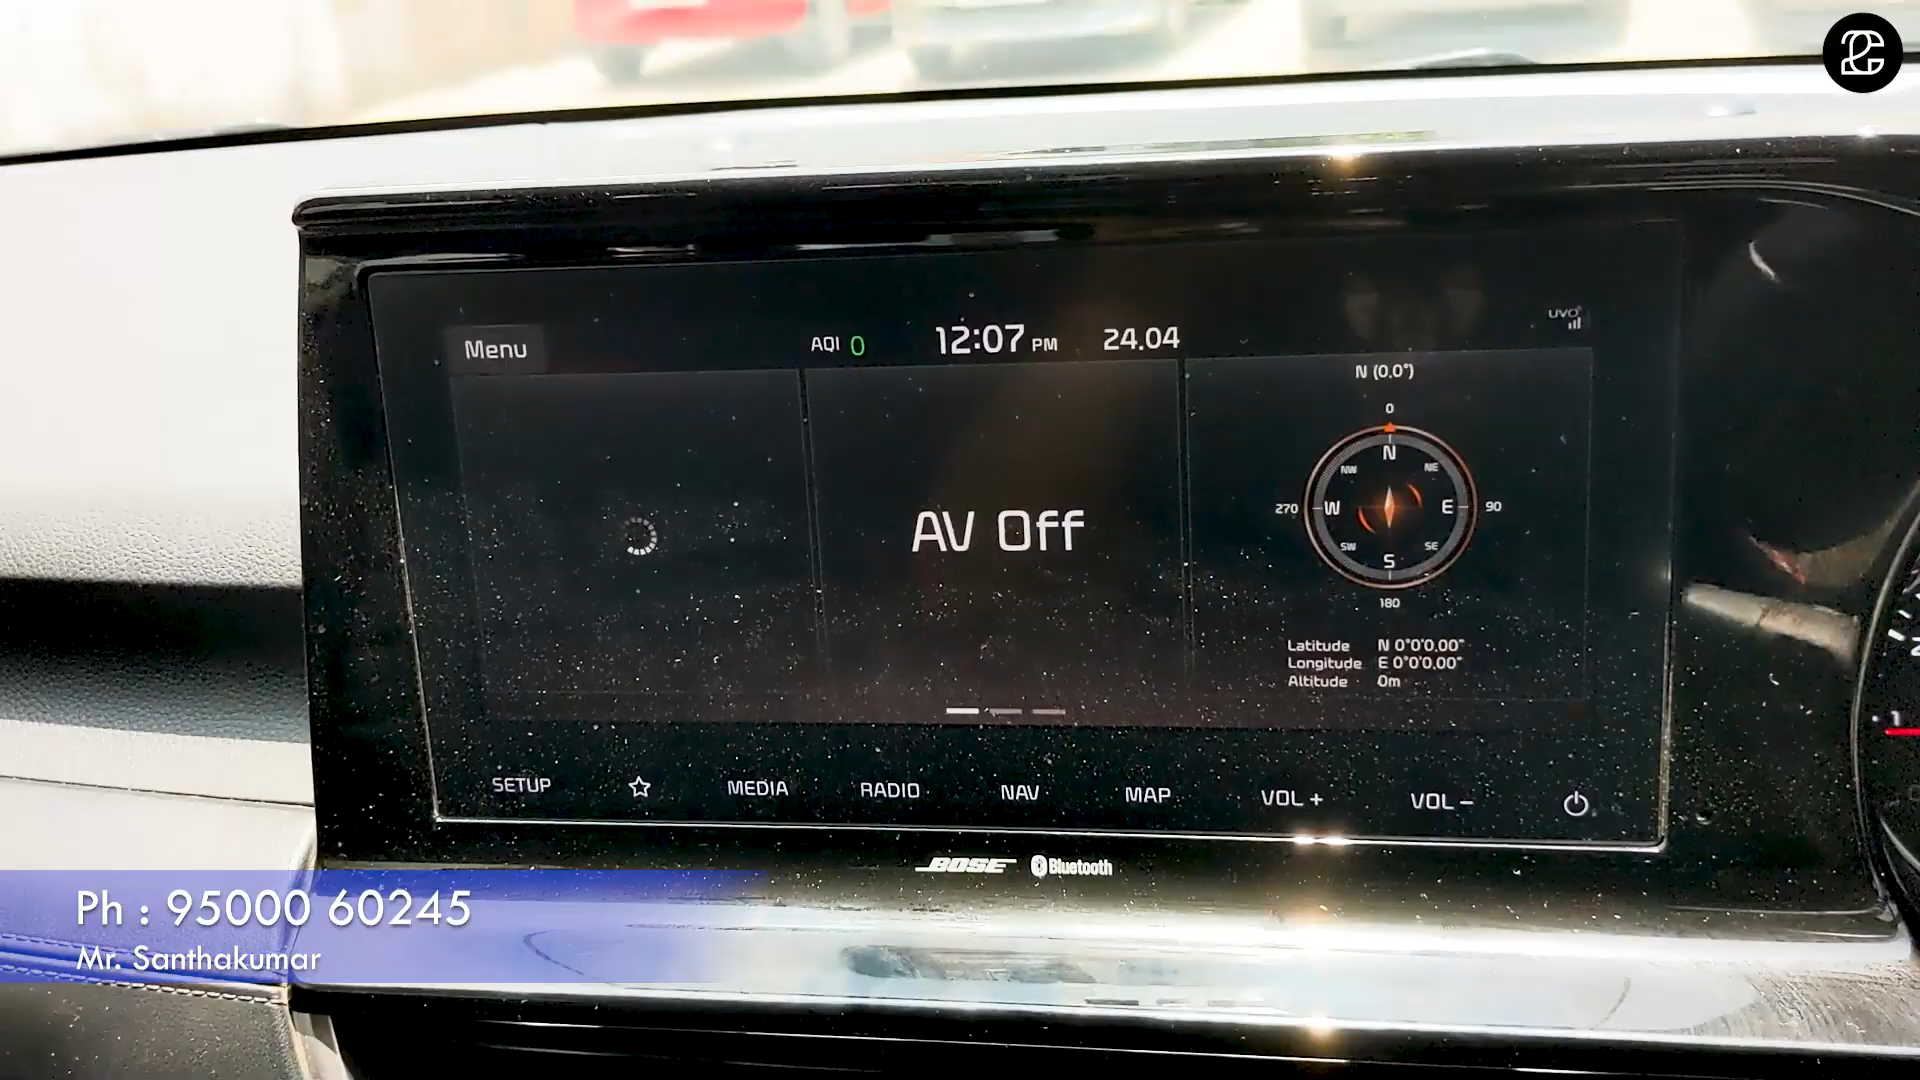 Menu
AQI 0
12:07 PM
24.04
UVO
AV Off
N (0.0°)
0
N
NW
NE
270
W
E
90
SW
SE
S
180
Latitude N 0°0'0.00"
Longitude E 0°0'0.00"
Altitude 0m
SETUP
MEDIA
RADIO
NAV
MAP
VOL +
VOL −
BOSE Bluetooth
1
Ph : 95000 60245
Mr. Santhakumar